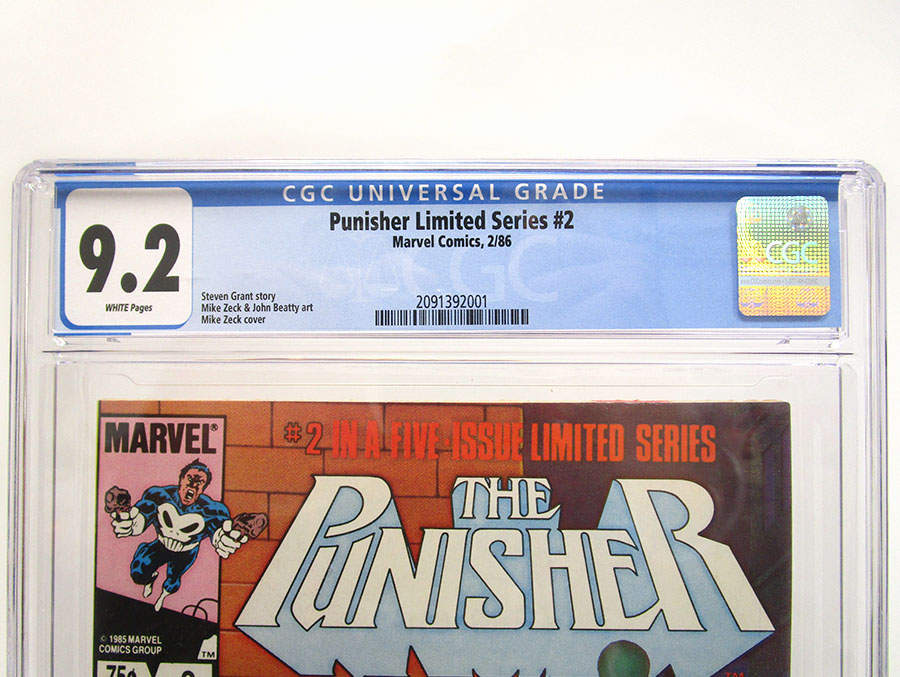 CGC UNIVERSAL GRADE
9.2
WHITE Pages
Punisher Limited Series #2
Marvel Comics, 2/86
Steven Grant story
Mike Zeck & John Beatty art
Mike Zeck cover
2091392001
CGC
MARVEL®
#2 IN A FIVE-ISSUE LIMITED SERIES
THE
PUNISHER
© 1985 MARVEL
COMICS GROUP
TM
75¢
TM